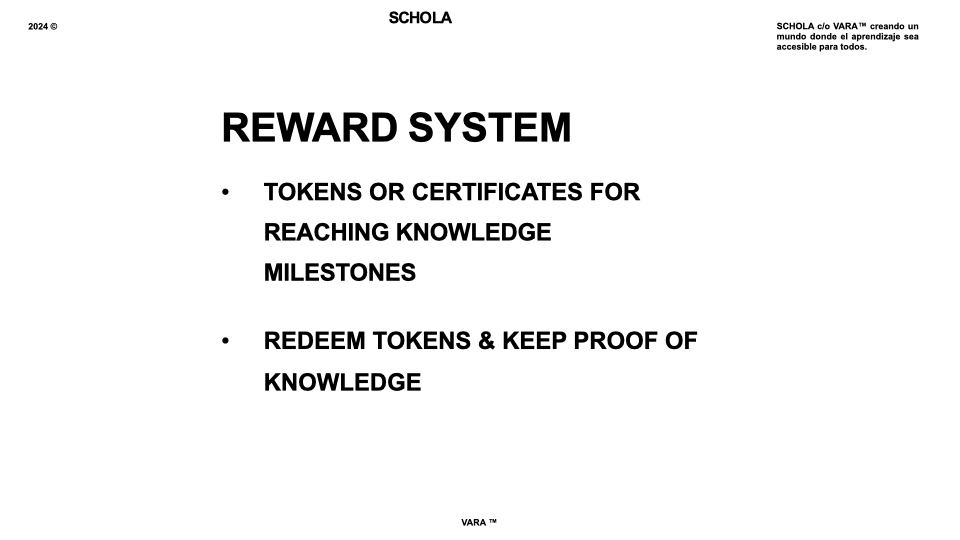 2024 ©
SCHOLA
SCHOLA c/o VARA™ creando un
mundo donde el aprendizaje sea
accesible para todos.
REWARD SYSTEM
• TOKENS OR CERTIFICATES FOR
REACHING KNOWLEDGE
MILESTONES
• REDEEM TOKENS & KEEP PROOF OF
KNOWLEDGE
VARA ™